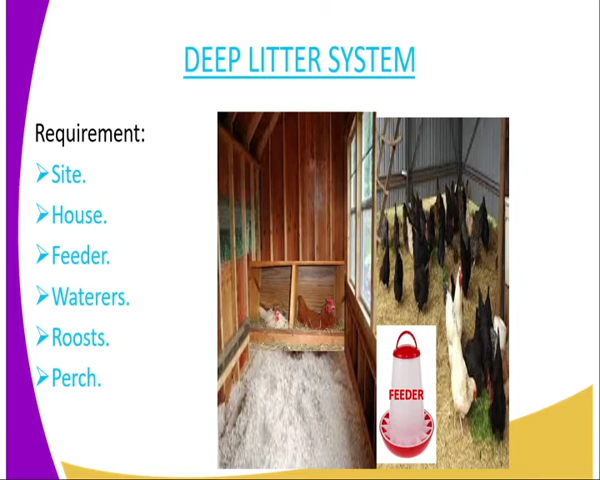 DEEP LITTER SYSTEM
Requirement:
Site.
House.
Feeder.
Waterers.
Roosts.
Perch.
FEEDER